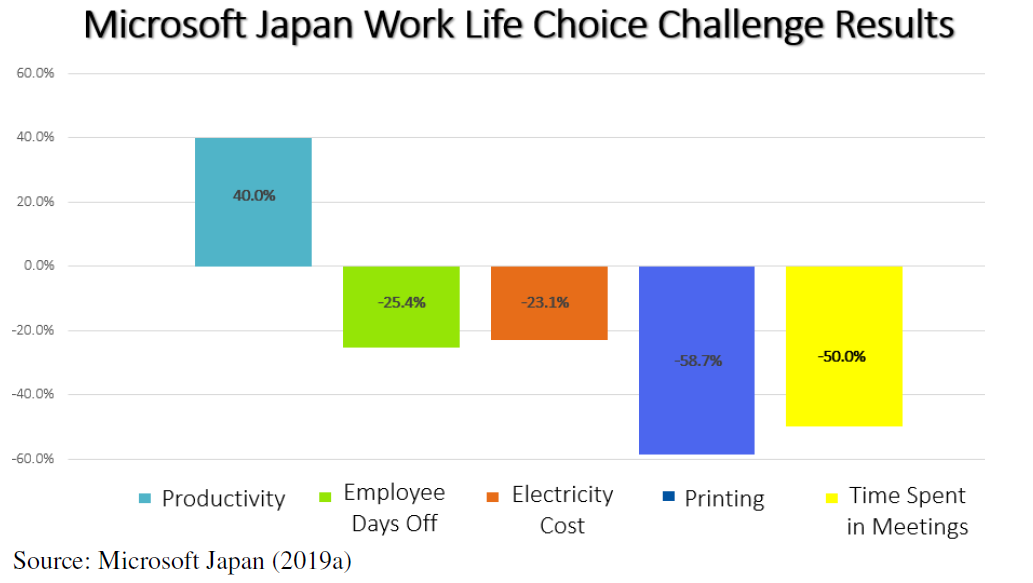 Microsoft Japan Work Life Choice Challenge Results
60.0%
40.0%
20.0%
0.0%
-20.0%
-40.0%
-60.0%
40.0%
-25.4%
-23.1%
-58.7%
-50.0%
Productivity
Employee
Days Off
Electricity
Cost
Printing
Time Spent
in Meetings
Source: Microsoft Japan (2019a)